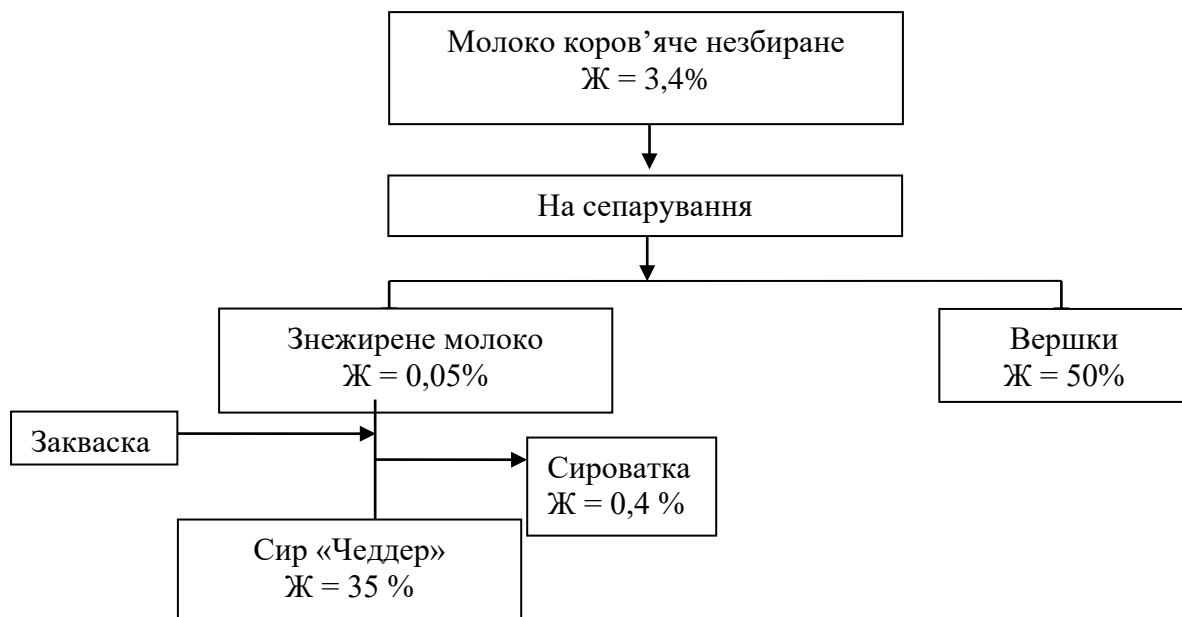 Молоко коров’яче незбиране
Ж = 3,4%
На сепарування
Знежирене молоко
Ж = 0,05%
Вершки
Ж = 50%
Закваска
Сироватка
Ж = 0,4 %
Сир «Чеддер»
Ж = 35 %